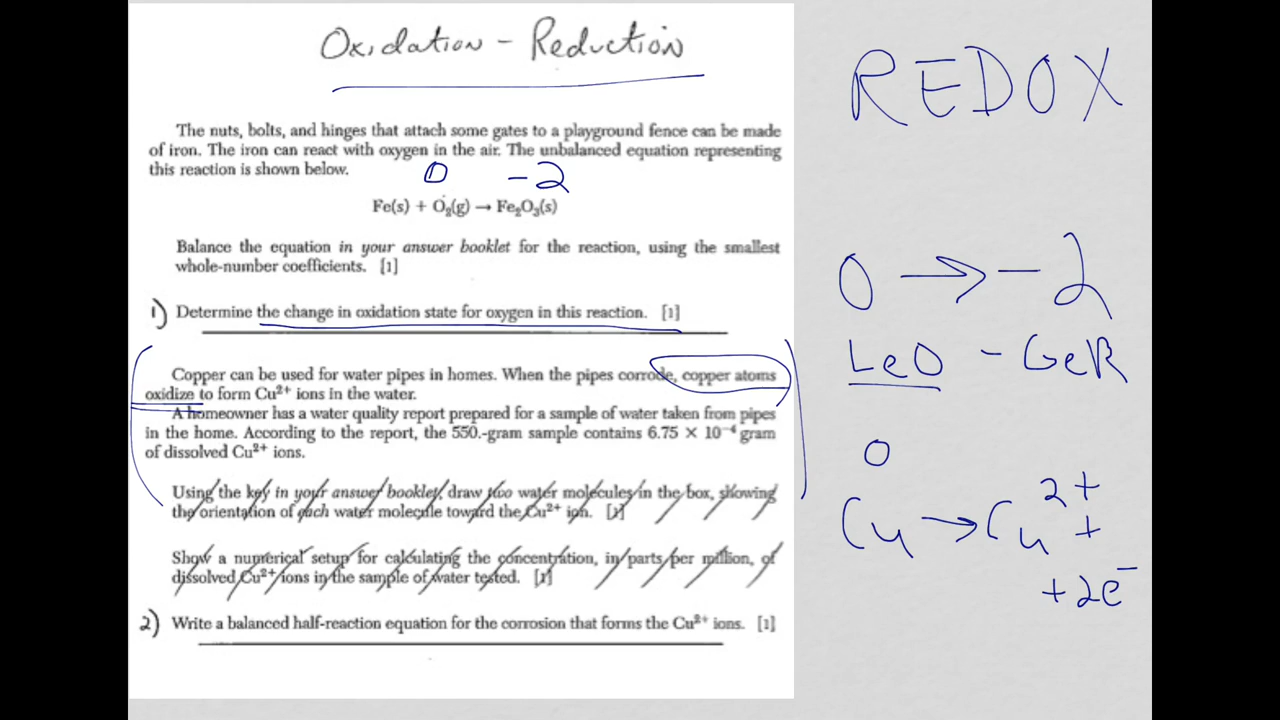 Oxidation - Reduction
The nuts, bolts, and hinges that attach some gates to a playground fence can be made
of iron. The iron can react with oxygen in the air. The unbalanced equation representing
this reaction is shown below.
0 -2
Fe(s) + O₂(g) → Fe₂O₃(s)
Balance the equation in your answer booklet for the reaction, using the smallest
whole-number coefficients. [1]
1) Determine the change in oxidation state for oxygen in this reaction. [1]
Copper can be used for water pipes in homes. When the pipes corrode, copper atoms
oxidize to form Cu²⁺ ions in the water.
A homeowner has a water quality report prepared for a sample of water taken from pipes
in the home. According to the report, the 550.-gram sample contains 6.75 × 10⁻⁴ gram
of dissolved Cu²⁺ ions.
Using the key in your answer booklet, draw two water molecules in the box, showing
the orientation of each water molecule toward the Cu²⁺ ion. [1]
Show a numerical setup for calculating the concentration, in parts per million, of
dissolved Cu²⁺ ions in the sample of water tested. [1]
2) Write a balanced half-reaction equation for the corrosion that forms the Cu²⁺ ions. [1]
REDOX
0 → -2
LeO - GeR
0
Cu → Cu²⁺ +
+2e⁻